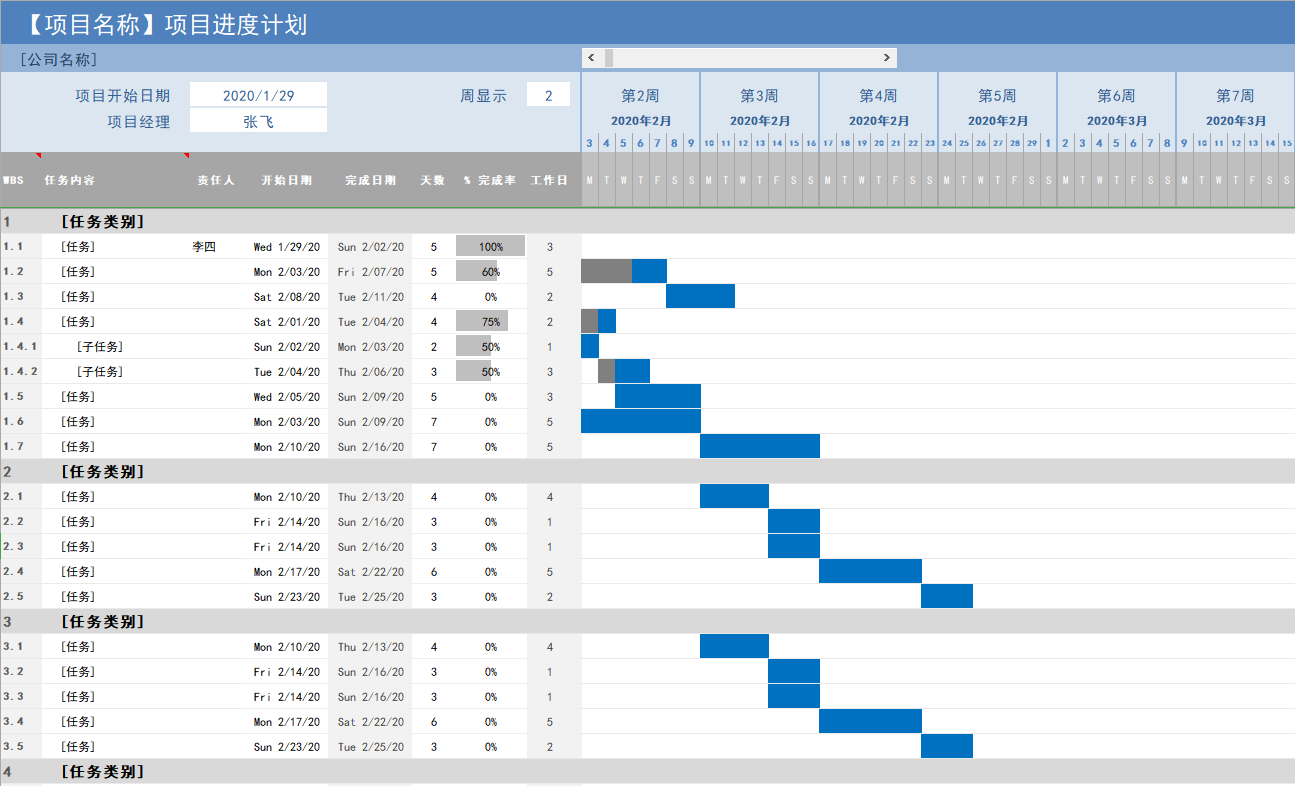 【项目名称】项目进度计划
[公司名称]
项目开始日期 2020/1/29 周显示 2 第2周 第3周 第4周 第5周 第6周 第7周
项目经理 张飞 2020年2月 2020年2月 2020年2月 2020年2月 2020年3月 2020年3月
3 4 5 6 7 8 9 10 11 12 13 14 15 16 17 18 19 20 21 22 23 24 25 26 27 28 29 1 2 3 4 5 6 7 8 9 10 11 12 13 14 15
WBS 任务内容 责任人 开始日期 完成日期 天数 % 完成率 工作日 M T W T F S S M T W T F S S M T W T F S S M T W T F S S M T W T F S S M T W T F S S
1 [任务类别]
1.1 [任务] 李四 Wed 1/29/20 Sun 2/02/20 5 100% 3
1.2 [任务] Mon 2/03/20 Fri 2/07/20 5 60% 5
1.3 [任务] Sat 2/08/20 Tue 2/11/20 4 0% 2
1.4 [任务] Sat 2/01/20 Tue 2/04/20 4 75% 2
1.4.1 [子任务] Sun 2/02/20 Mon 2/03/20 2 50% 1
1.4.2 [子任务] Tue 2/04/20 Thu 2/06/20 3 50% 3
1.5 [任务] Wed 2/05/20 Sun 2/09/20 5 0% 3
1.6 [任务] Mon 2/03/20 Sun 2/09/20 7 0% 5
1.7 [任务] Mon 2/10/20 Sun 2/16/20 7 0% 5
2 [任务类别]
2.1 [任务] Mon 2/10/20 Thu 2/13/20 4 0% 4
2.2 [任务] Fri 2/14/20 Sun 2/16/20 3 0% 1
2.3 [任务] Fri 2/14/20 Sun 2/16/20 3 0% 1
2.4 [任务] Mon 2/17/20 Sat 2/22/20 6 0% 5
2.5 [任务] Sun 2/23/20 Tue 2/25/20 3 0% 2
3 [任务类别]
3.1 [任务] Mon 2/10/20 Thu 2/13/20 4 0% 4
3.2 [任务] Fri 2/14/20 Sun 2/16/20 3 0% 1
3.3 [任务] Fri 2/14/20 Sun 2/16/20 3 0% 1
3.4 [任务] Mon 2/17/20 Sat 2/22/20 6 0% 5
3.5 [任务] Sun 2/23/20 Tue 2/25/20 3 0% 2
4 [任务类别]